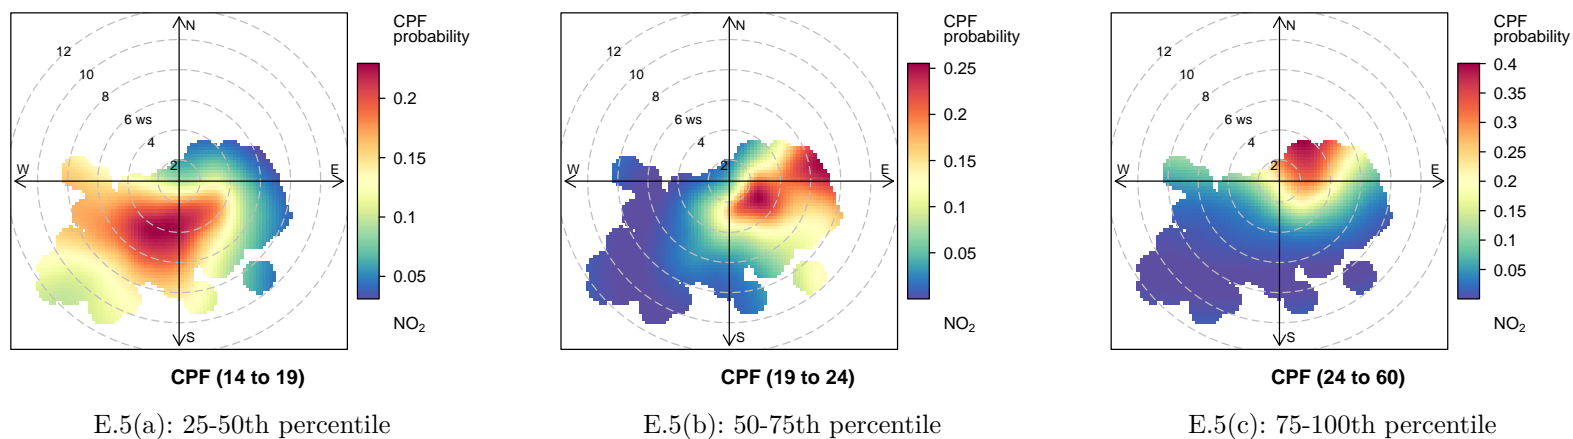 CPF
probability
N
12
10
8
6 ws
4
2
W
E
S
0.2
0.15
0.1
0.05
NO2
CPF (14 to 19)
E.5(a): 25-50th percentile
CPF
probability
N
12
10
8
6 ws
4
2
W
E
S
0.25
0.2
0.15
0.1
0.05
NO2
CPF (19 to 24)
E.5(b): 50-75th percentile
CPF
probability
N
12
10
8
6 ws
4
2
W
E
S
0.4
0.35
0.3
0.25
0.2
0.15
0.1
0.05
NO2
CPF (24 to 60)
E.5(c): 75-100th percentile